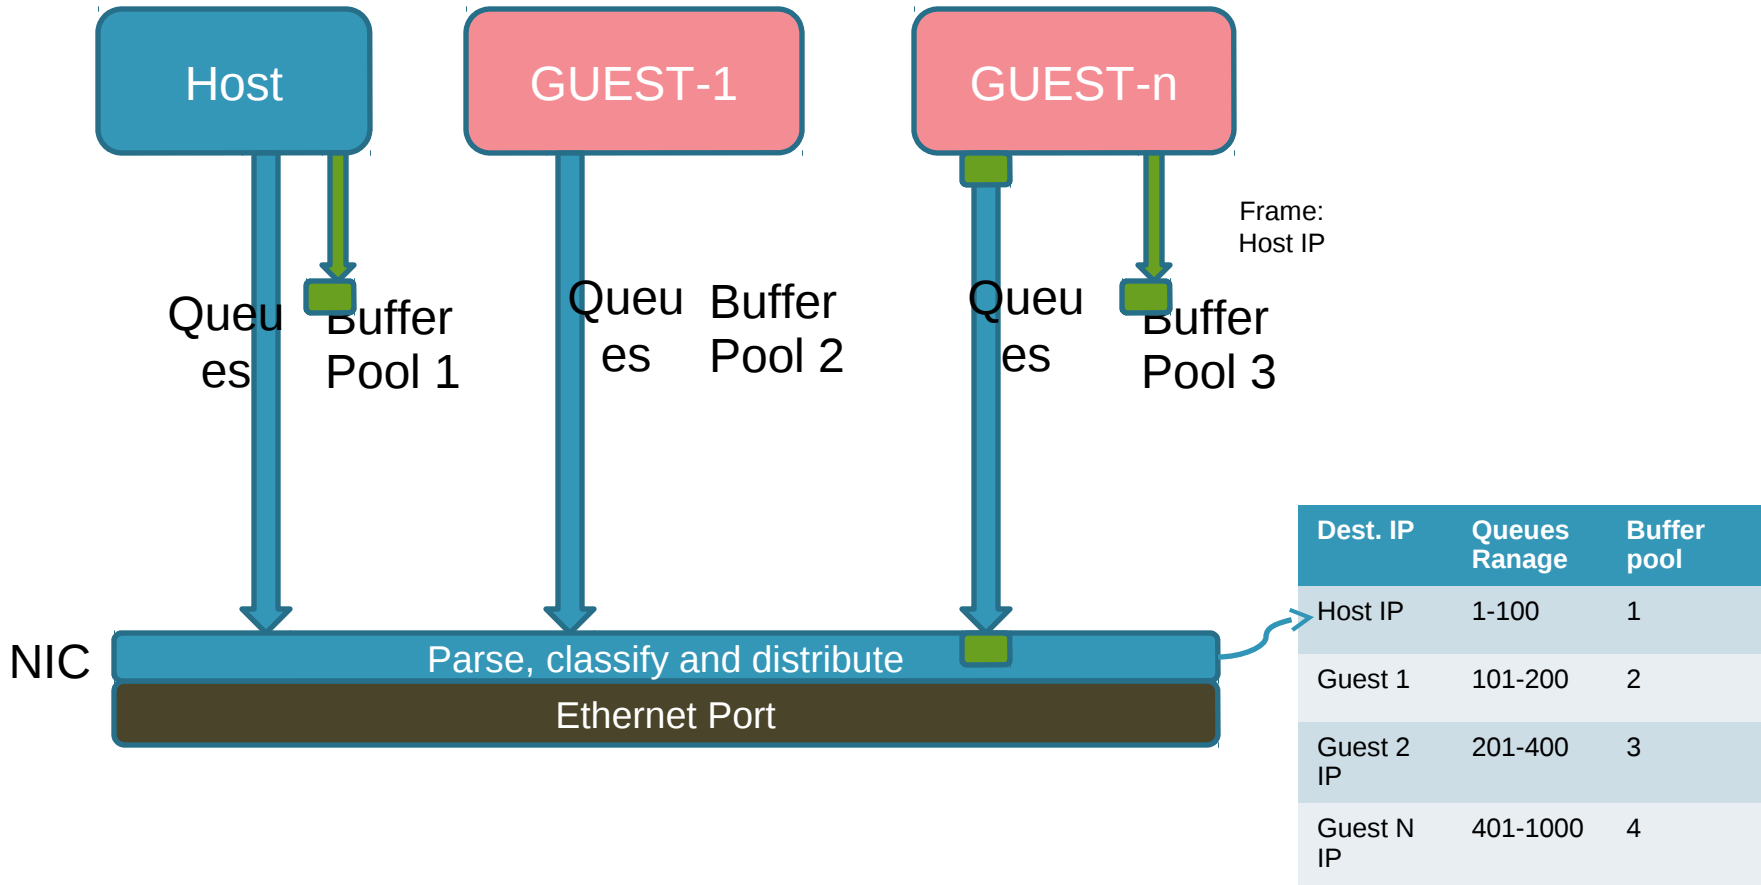 Host
GUEST-1
GUEST-n
Frame:
Host IP
Queu
es
Buffer
Pool 1
Queu
es
Buffer
Pool 2
Queu
es
Buffer
Pool 3
NIC
Parse, classify and distribute
Ethernet Port
Dest. IP Queues Ranage Buffer pool
Host IP 1-100 1
Guest 1 101-200 2
Guest 2 IP 201-400 3
Guest N IP 401-1000 4